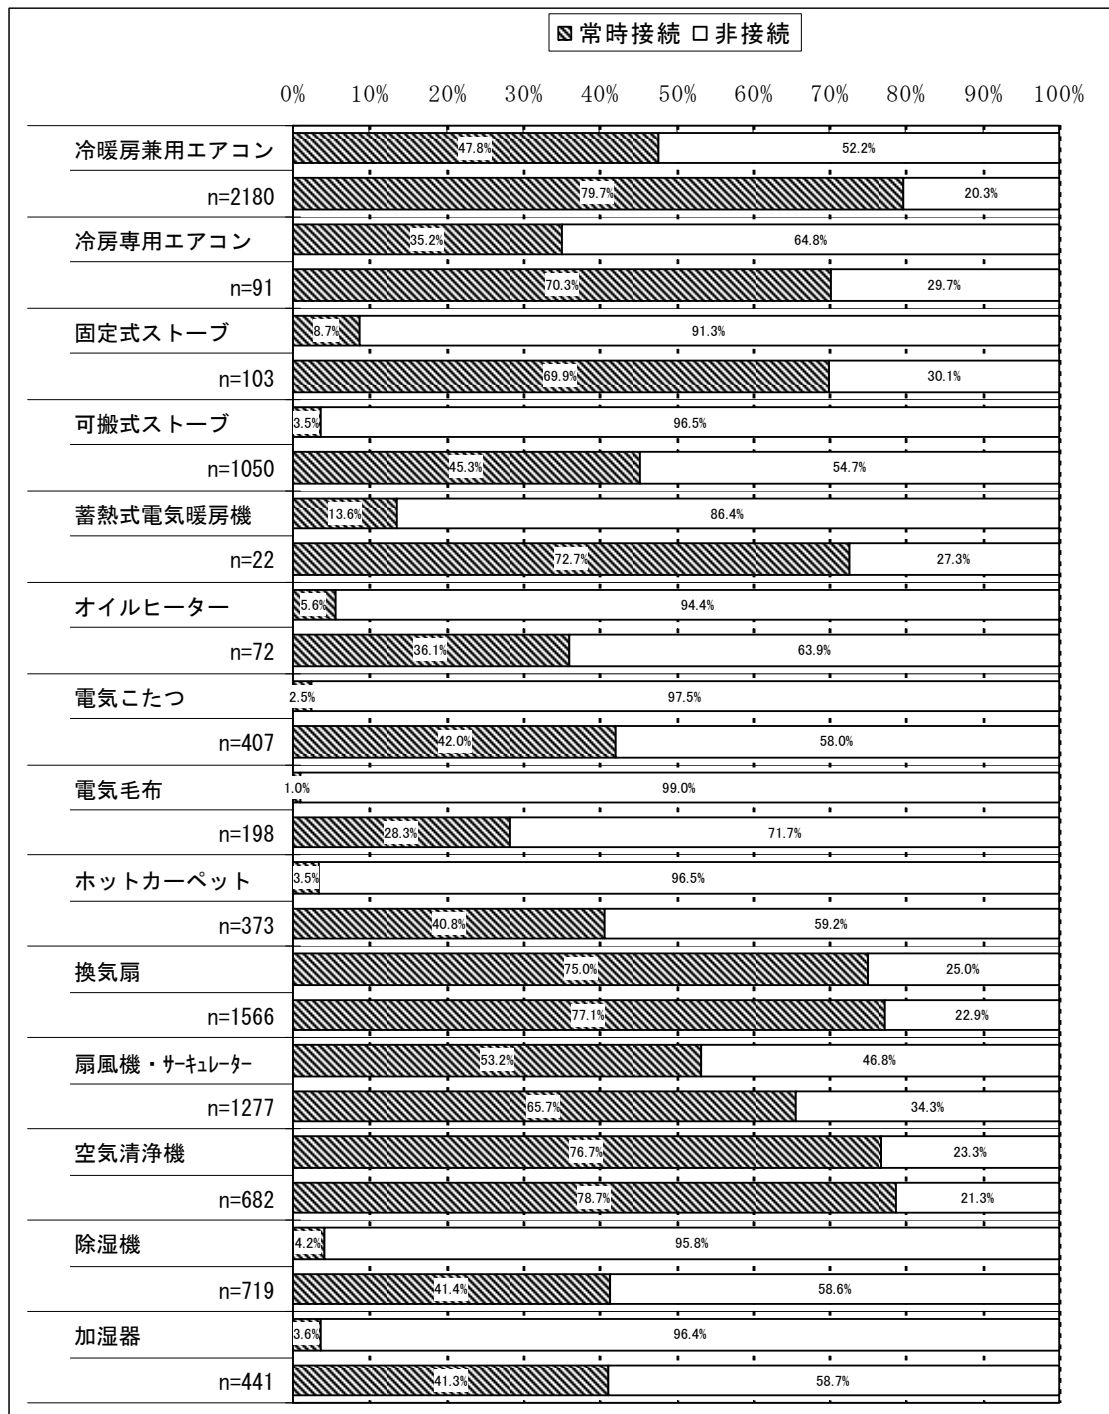 常時接続 非接続
0% 10% 20% 30% 40% 50% 60% 70% 80% 90% 100%
冷暖房兼用エアコン 47.8% 52.2%
n=2180 79.7% 20.3%
冷房専用エアコン 35.2% 64.8%
n=91 70.3% 29.7%
固定式ストーブ 8.7% 91.3%
n=103 69.9% 30.1%
可搬式ストーブ 3.5% 96.5%
n=1050 45.3% 54.7%
蓄熱式電気暖房機 13.6% 86.4%
n=22 72.7% 27.3%
オイルヒーター 5.6% 94.4%
n=72 36.1% 63.9%
電気こたつ 2.5% 97.5%
n=407 42.0% 58.0%
電気毛布 1.0% 99.0%
n=198 28.3% 71.7%
ホットカーペット 3.5% 96.5%
n=373 40.8% 59.2%
換気扇 75.0% 25.0%
n=1566 77.1% 22.9%
扇風機・ｻｰｷｭﾚｰﾀｰ 53.2% 46.8%
n=1277 65.7% 34.3%
空気清浄機 76.7% 23.3%
n=682 78.7% 21.3%
除湿機 4.2% 95.8%
n=719 41.4% 58.6%
加湿器 3.6% 96.4%
n=441 41.3% 58.7%